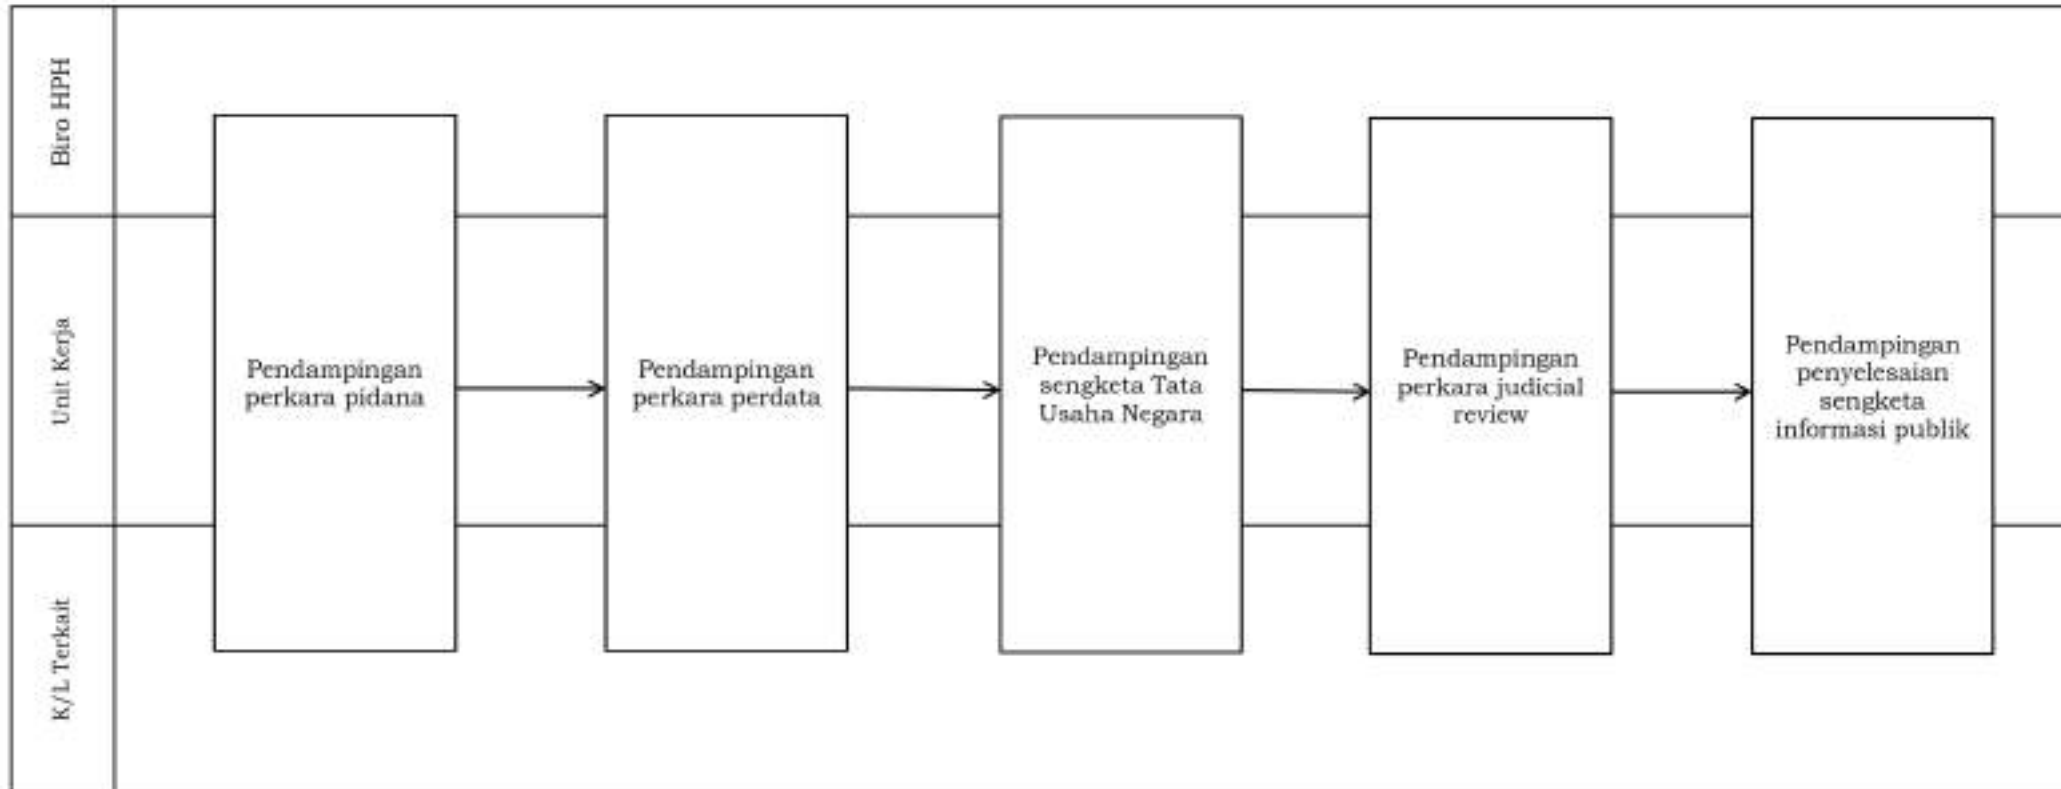 Biro HPH
Unit Kerja
K/L Terkait
Pendampingan
perkara pidana
Pendampingan
perkara perdata
Pendampingan
sengketa Tata
Usaha Negara
Pendampingan
perkara judicial
review
Pendampingan
penyelesaian
sengketa
informasi publik